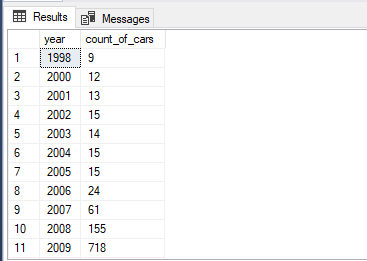 Results Messages
year count_of_cars
1 1998 9
2 2000 12
3 2001 13
4 2002 15
5 2003 14
6 2004 15
7 2005 15
8 2006 24
9 2007 61
10 2008 155
11 2009 718